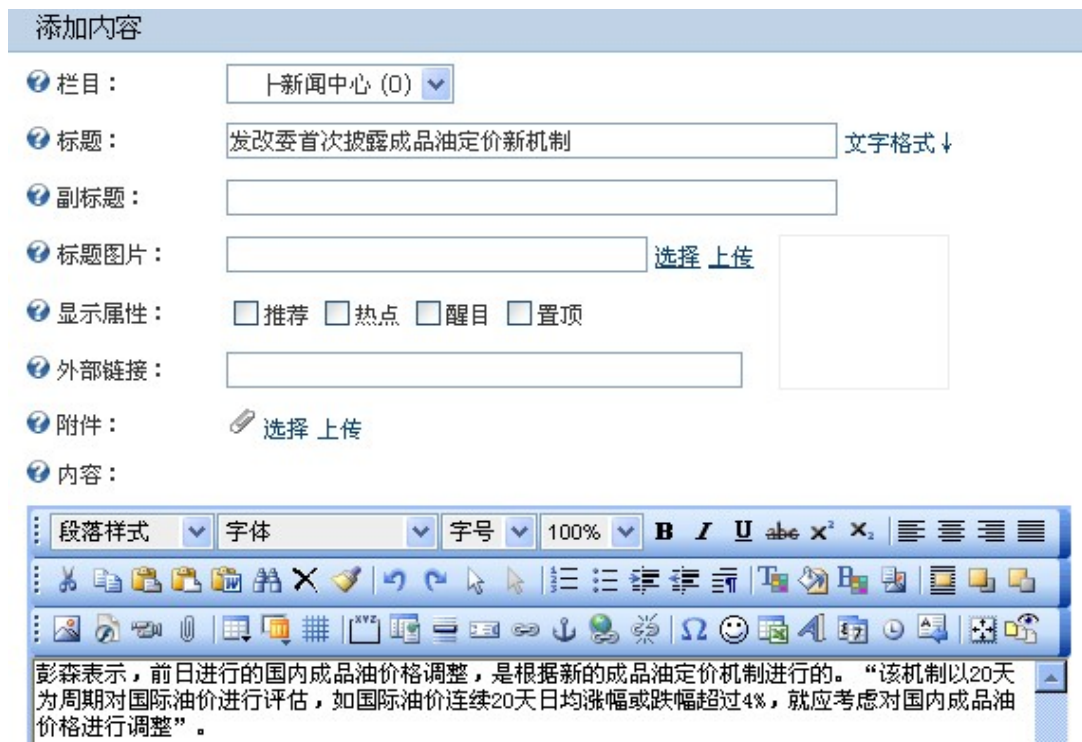 添加内容
栏目： ├新闻中心 (0)
标题： 发改委首次披露成品油定价新机制 文字格式↓
副标题：
标题图片： 选择 上传
显示属性： 推荐 热点 醒目 置顶
外部链接：
附件： 选择 上传
内容：
段落样式 字体 字号 100% B I U abc x² x₂
彭森表示，前日进行的国内成品油价格调整，是根据新的成品油定价机制进行的。“该机制以20天
为周期对国际油价进行评估，如国际油价连续20天日均涨幅或跌幅超过4%，就应考虑对国内成品油
价格进行调整”。